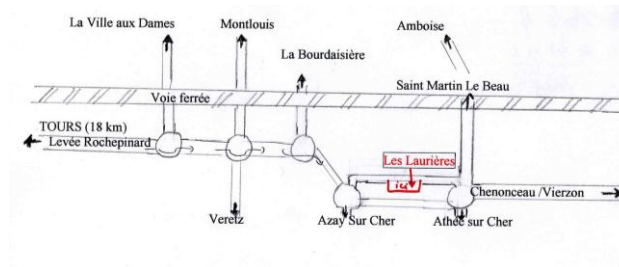 La Ville aux Dames
Montlouis
Amboise
La Bourdaisière
Saint Martin Le Beau
Voie ferrée
TOURS (18 km)
Levée Rochepinard
Les Laurières
ici
Chenonceau /Vierzon
Veretz
Azay Sur Cher
Athée sur Cher